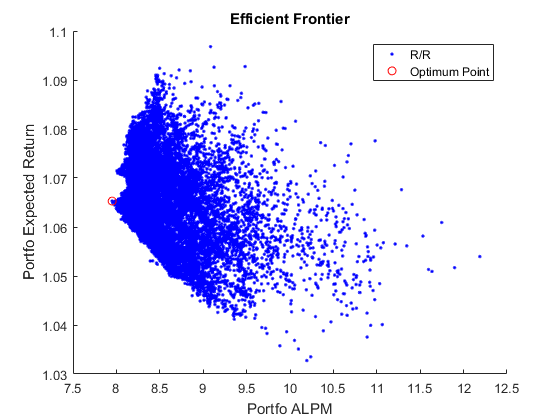 Efficient Frontier
R/R
Optimum Point
Portfo Expected Return
1.1
1.09
1.08
1.07
1.06
1.05
1.04
1.03
7.5 8 8.5 9 9.5 10 10.5 11 11.5 12 12.5
Portfo ALPM